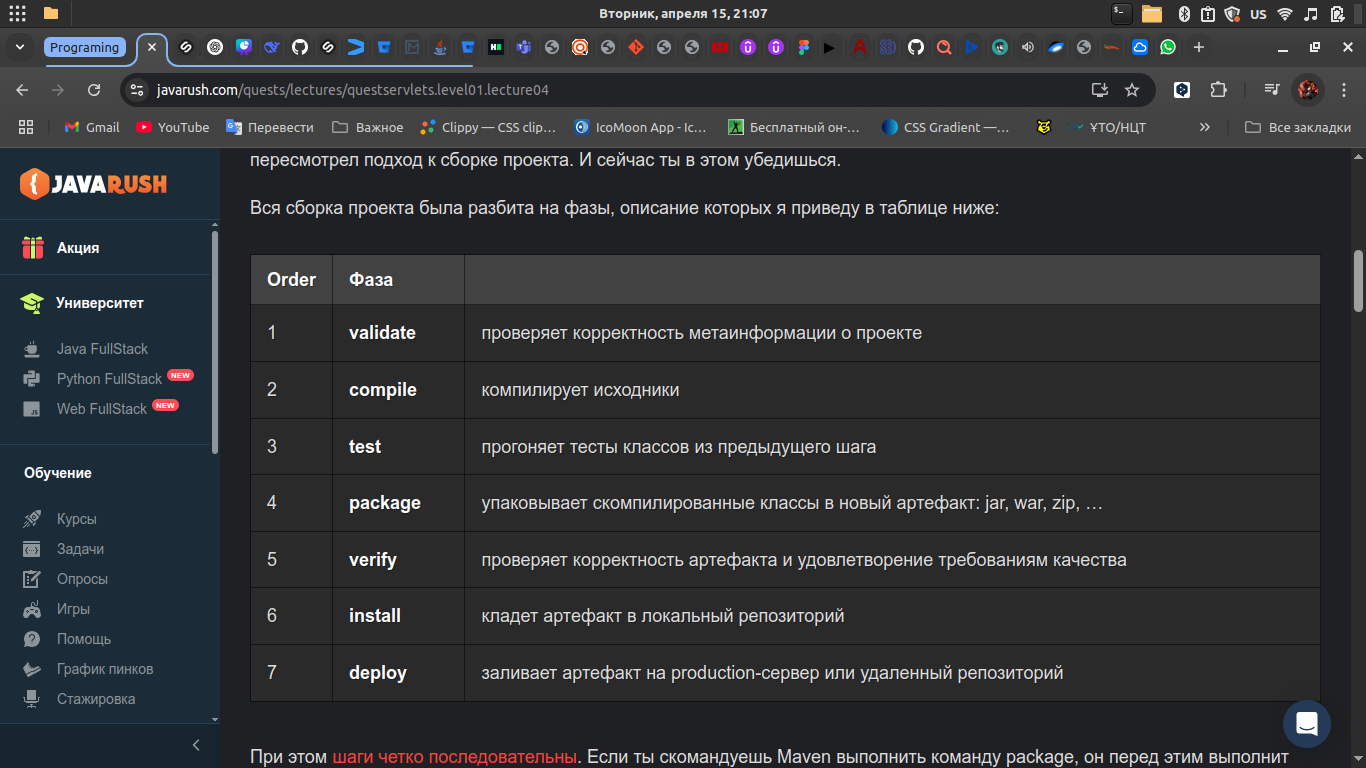 Вторник, апреля 15, 21:07
US
Programing
javarush.com/quests/lectures/questservlets.level01.lecture04
Gmail
YouTube
Перевести
Важное
Clippy — CSS clip...
IcoMoon App - Ic...
Бесплатный он-...
CSS Gradient —...
ҰТО/НЦТ
Все закладки
JAVARUSH
Акция
Университет
Java FullStack
Python FullStack NEW
Web FullStack NEW
Обучение
Курсы
Задачи
Опросы
Игры
Помощь
График пинков
Стажировка
пересмотрел подход к сборке проекта. И сейчас ты в этом убедишься.
Вся сборка проекта была разбита на фазы, описание которых я приведу в таблице ниже:
Order Фаза
1 validate проверяет корректность метаинформации о проекте
2 compile компилирует исходники
3 test прогоняет тесты классов из предыдущего шага
4 package упаковывает скомпилированные классы в новый артефакт: jar, war, zip, …
5 verify проверяет корректность артефакта и удовлетворение требованиям качества
6 install кладет артефакт в локальный репозиторий
7 deploy заливает артефакт на production-сервер или удаленный репозиторий
При этом шаги четко последовательны. Если ты скомандуешь Maven выполнить команду package, он перед этим выполнит